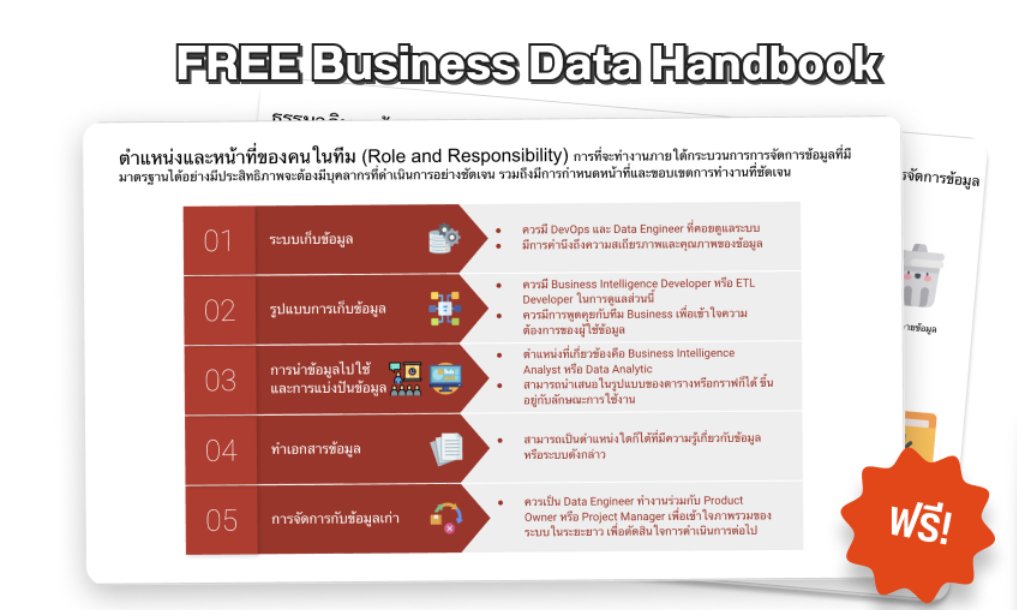 FREE Business Data Handbook
ตำแหน่งและหน้าที่ของคนในทีม (Role and Responsibility) การที่จะทำงานภายใต้กระบวนการการจัดการข้อมูลที่มี
มาตรฐานได้อย่างมีประสิทธิภาพจะต้องมีบุคลากรที่ดำเนินการอย่างชัดเจน รวมถึงมีการกำหนดหน้าที่และขอบเขตการทำงานที่ชัดเจน
รจัดการข้อมูล
01
ระบบเก็บข้อมูล
• ควรมี DevOps และ Data Engineer ที่คอยดูแลระบบ
• มีการคำนึงถึงความสเถียรภาพและคุณภาพของข้อมูล
02
รูปแบบการเก็บข้อมูล
• ควรมี Business Intelligence Developer หรือ ETL
Developer ในการดูแลส่วนนี้
• ควรมีการพูดคุยกับทีม Business เพื่อเข้าใจความ
ต้องการของผู้ใช้ข้อมูล
ายข้อมูล
03
การนำข้อมูลไปใช้
และการแบ่งปันข้อมูล
• ตำแหน่งที่เกี่ยวข้องคือ Business Intelligence
Analyst หรือ Data Analytic
• สามารถนำเสนอในรูปแบบของตารางหรือกราฟก็ได้ ขึ้น
อยู่กับลักษณะการใช้งาน
04
ทำเอกสารข้อมูล
• สามารถเป็นตำแหน่งใดก็ได้ที่มีความรู้เกี่ยวกับข้อมูล
หรือระบบดังกล่าว
05
การจัดการกับข้อมูลเก่า
• ควรเป็น Data Engineer ทำงานร่วมกับ Product
Owner หรือ Project Manager เพื่อเข้าใจภาพรวมของ
ระบบในระยะยาว เพื่อตัดสินใจการดำเนินการต่อไป
ฟรี!